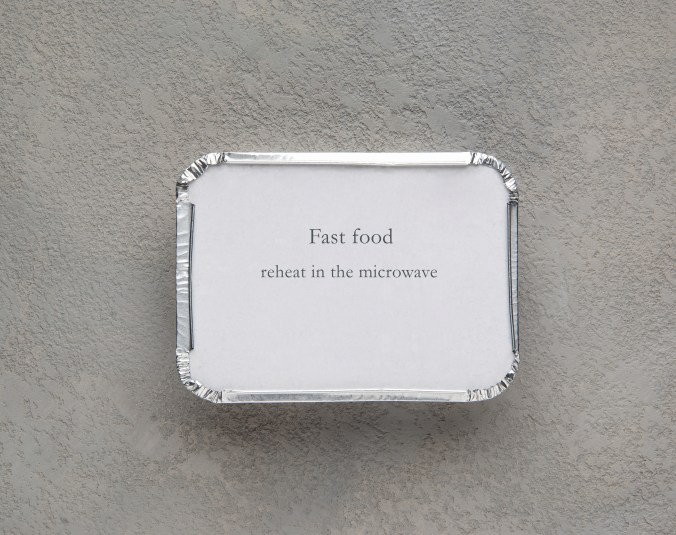 Fast food
reheat in the microwave